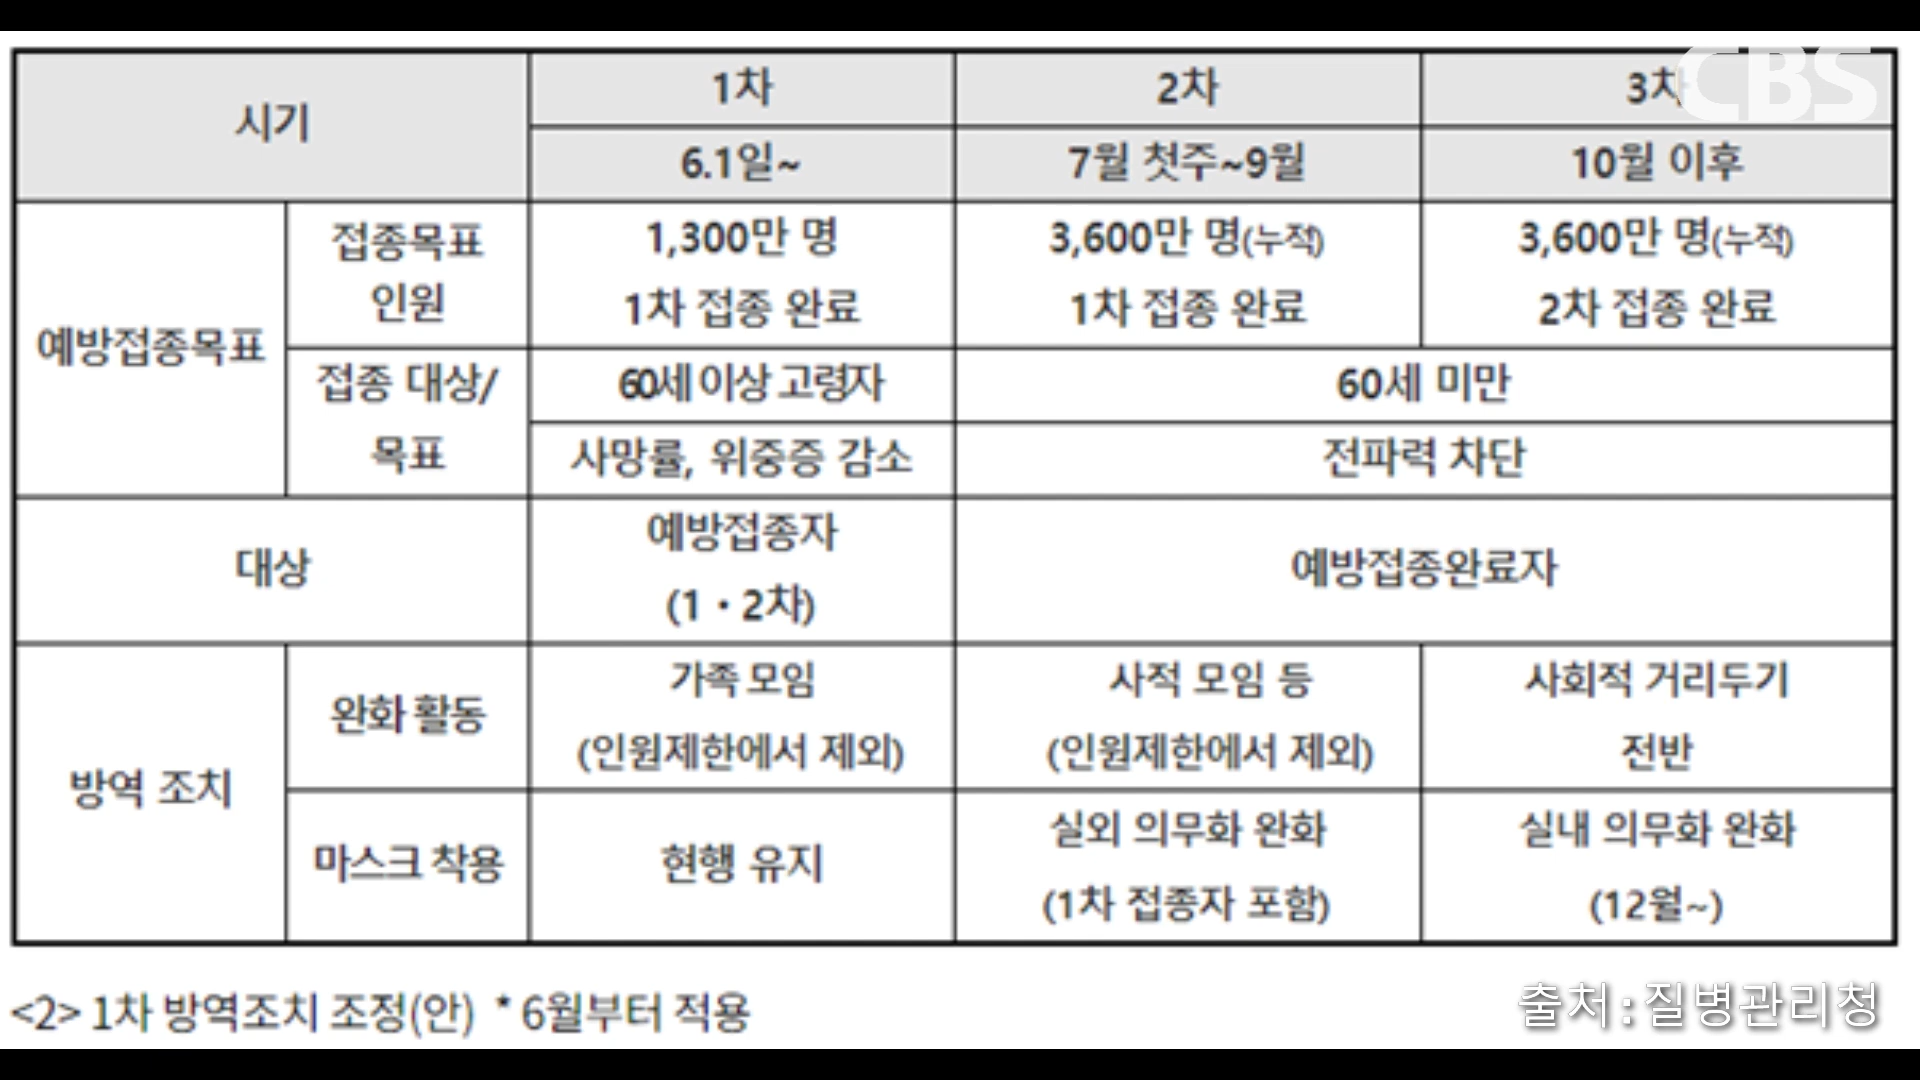 시기
1차
2차
3차
CBS
6.1일~
7월 첫주~9월
10월 이후
예방접종목표
접종목표
인원
1,300만 명
1차 접종 완료
3,600만 명(누적)
1차 접종 완료
3,600만 명(누적)
2차 접종 완료
접종 대상/
목표
60세 이상 고령자
60세 미만
사망률, 위중증 감소
전파력 차단
대상
예방접종자
(1・2차)
예방접종완료자
방역 조치
완화 활동
가족 모임
(인원제한에서 제외)
사적 모임 등
(인원제한에서 제외)
사회적 거리두기
전반
마스크 착용
현행 유지
실외 의무화 완화
(1차 접종자 포함)
실내 의무화 완화
(12월~)
<2> 1차 방역조치 조정(안) * 6월부터 적용
출처 : 질병관리청